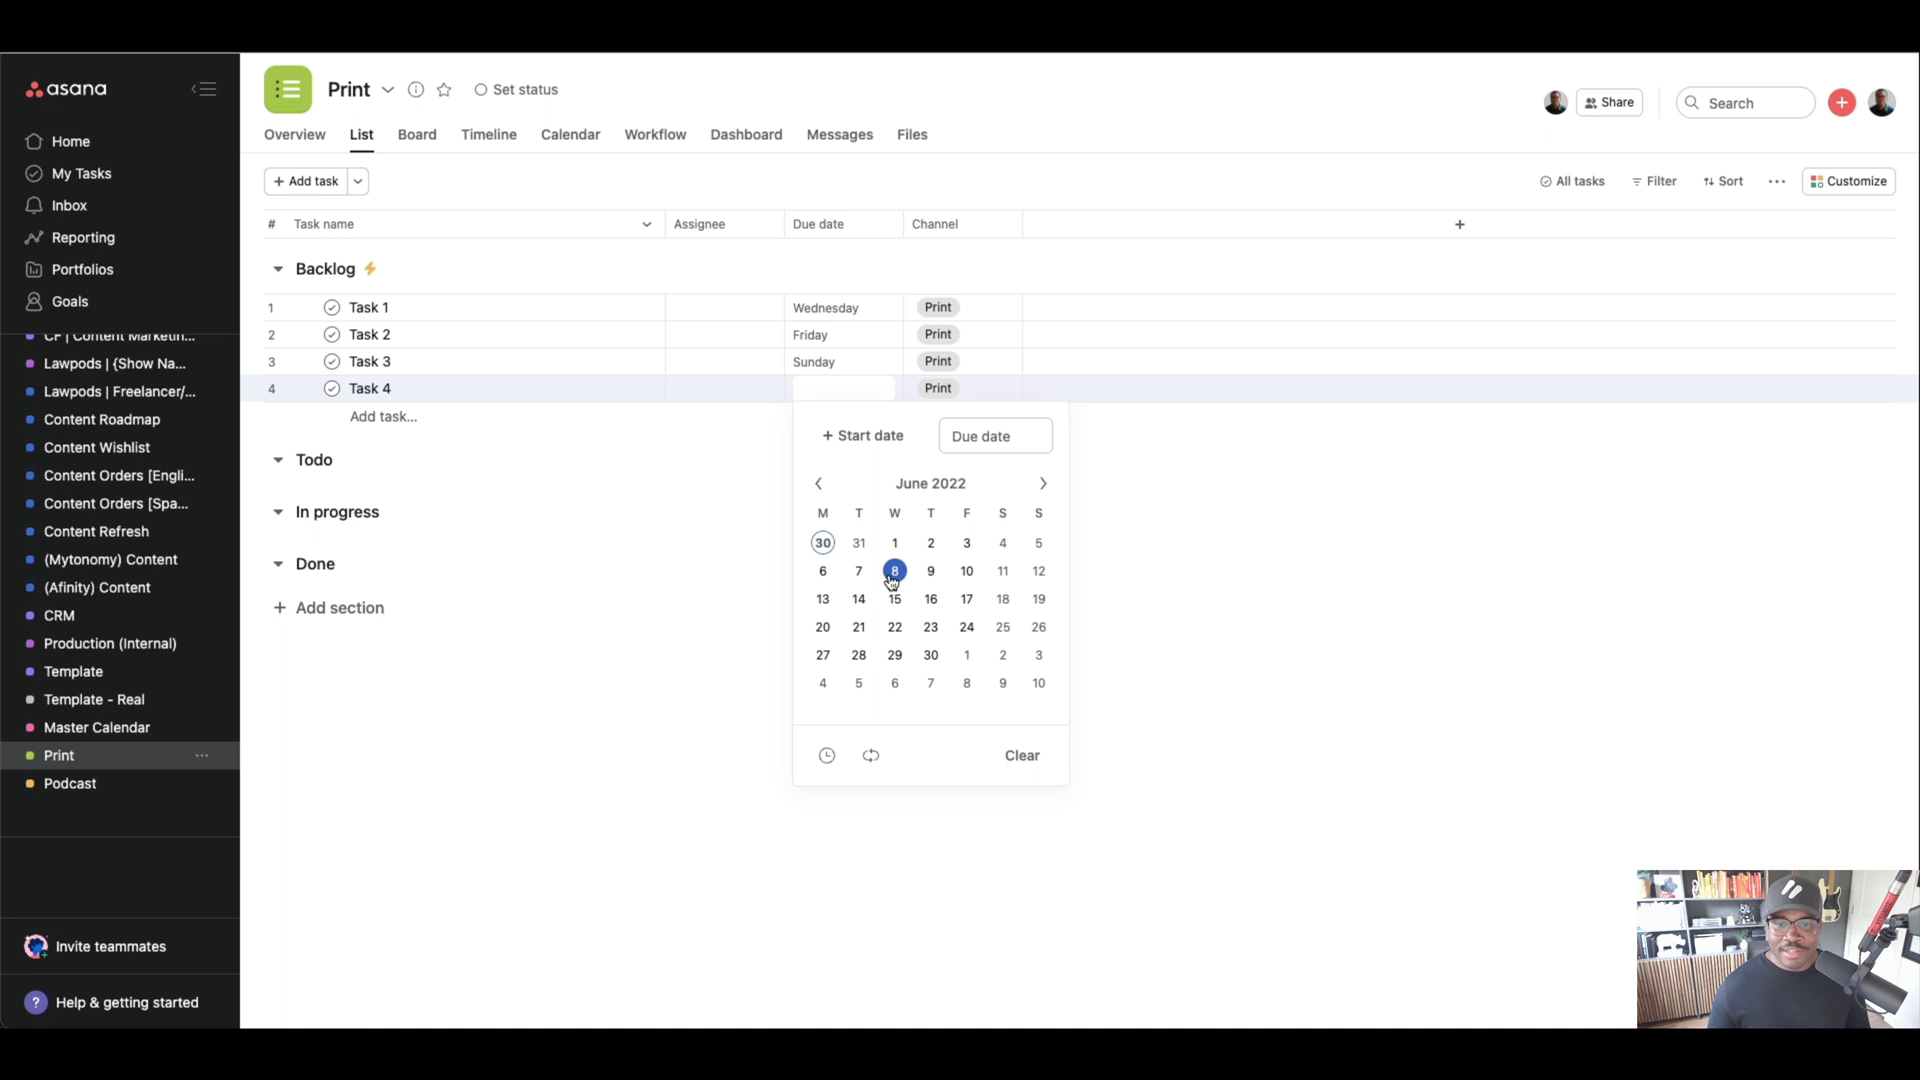 asana
Home
My Tasks
Inbox
Reporting
Portfolios
Goals
CF | Content Marketin...
Lawpods | {Show Na...
Lawpods | Freelancer/...
Content Roadmap
Content Wishlist
Content Orders [Engli...
Content Orders [Spa...
Content Refresh
(Mytonomy) Content
(Afinity) Content
CRM
Production (Internal)
Template
Template - Real
Master Calendar
Print
Podcast
Invite teammates
? Help & getting started
Print
Set status
Share
Search
Overview List Board Timeline Calendar Workflow Dashboard Messages Files
+ Add task
All tasks Filter Sort ... Customize
# Task name Assignee Due date Channel +
Backlog
1 Task 1 Wednesday Print
2 Task 2 Friday Print
3 Task 3 Sunday Print
4 Task 4 Print
Add task...
Todo
In progress
Done
+ Add section
+ Start date Due date
June 2022
M T W T F S S
30 31 1 2 3 4 5
6 7 8 9 10 11 12
13 14 15 16 17 18 19
20 21 22 23 24 25 26
27 28 29 30 1 2 3
4 5 6 7 8 9 10
Clear